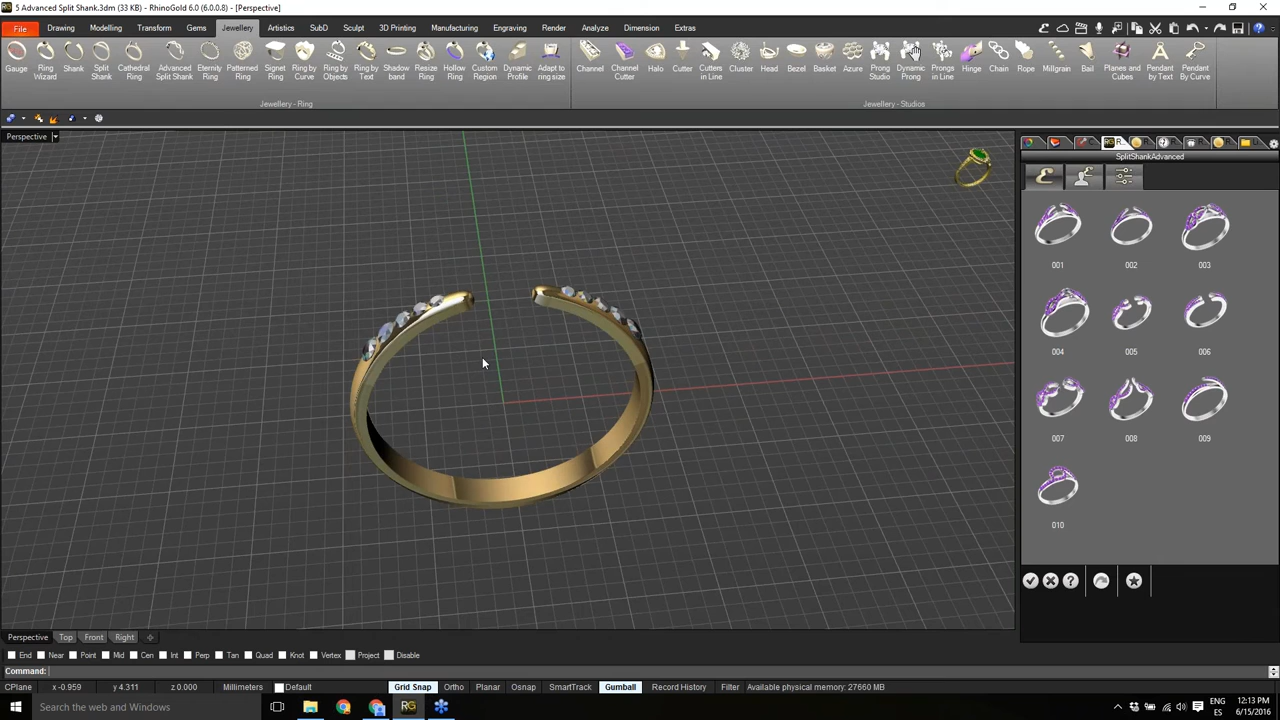 5 Advanced Split Shank.3dm (33 KB) - RhinoGold 6.0 (6.0.0.8) - [Perspective]
File Drawing Modelling Transform Gems Jewellery Artistics SubD Sculpt 3D Printing Manufacturing Engraving Render Analyze Dimension Extras
Gauge Ring Wizard Shank Split Shank Cathedral Ring Advanced Split Shank Signet Ring Eternity Ring Patterned Ring Ring by Curve Ring by Objects Ring by Text Shadow band Resize Ring Hollow Ring Custom Region Dynamic Profile Adapt to ring size Channel Channel Cutter Halo Cutter Cutters in Line Cluster Head Bezel Basket Azure Prong Studio Dynamic Prong Prongs in Line Hinge Chain Rope Millgrain Bail Planes and Cubes Pendant by Text Pendant By Curve
Jewellery - Ring Jewellery - Studios
Perspective
SplitShankAdvanced
001 002 003
004 005 006
007 008 009
010
Perspective Top Front Right
End Near Point Mid Cen Int Perp Tan Quad Knot Vertex Project Disable
Command:
CPlane x -0.959 y 4.311 z 0.000 Millimeters Default Grid Snap Ortho Planar Osnap SmartTrack Gumball Record History Filter Available physical memory: 27660 MB
Search the web and Windows
ENG 12:13 PM
ES 6/15/2016